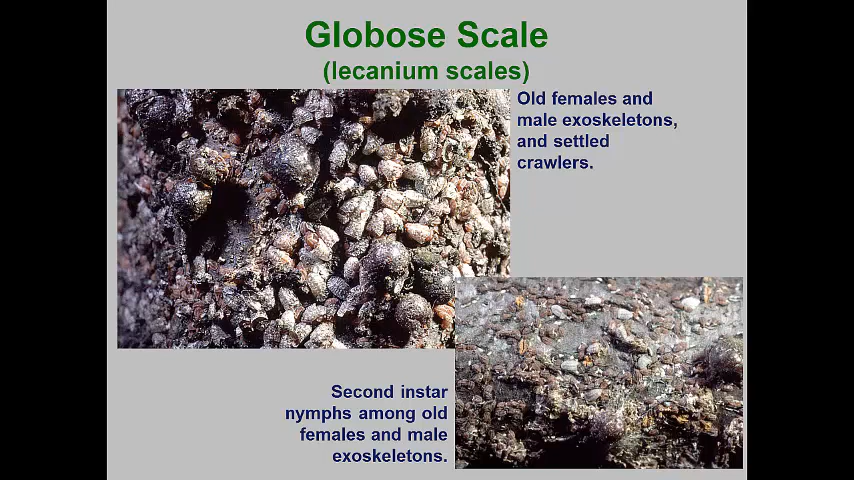 Globose Scale
(lecanium scales)
Old females and
male exoskeletons,
and settled
crawlers.
Second instar
nymphs among old
females and male
exoskeletons.